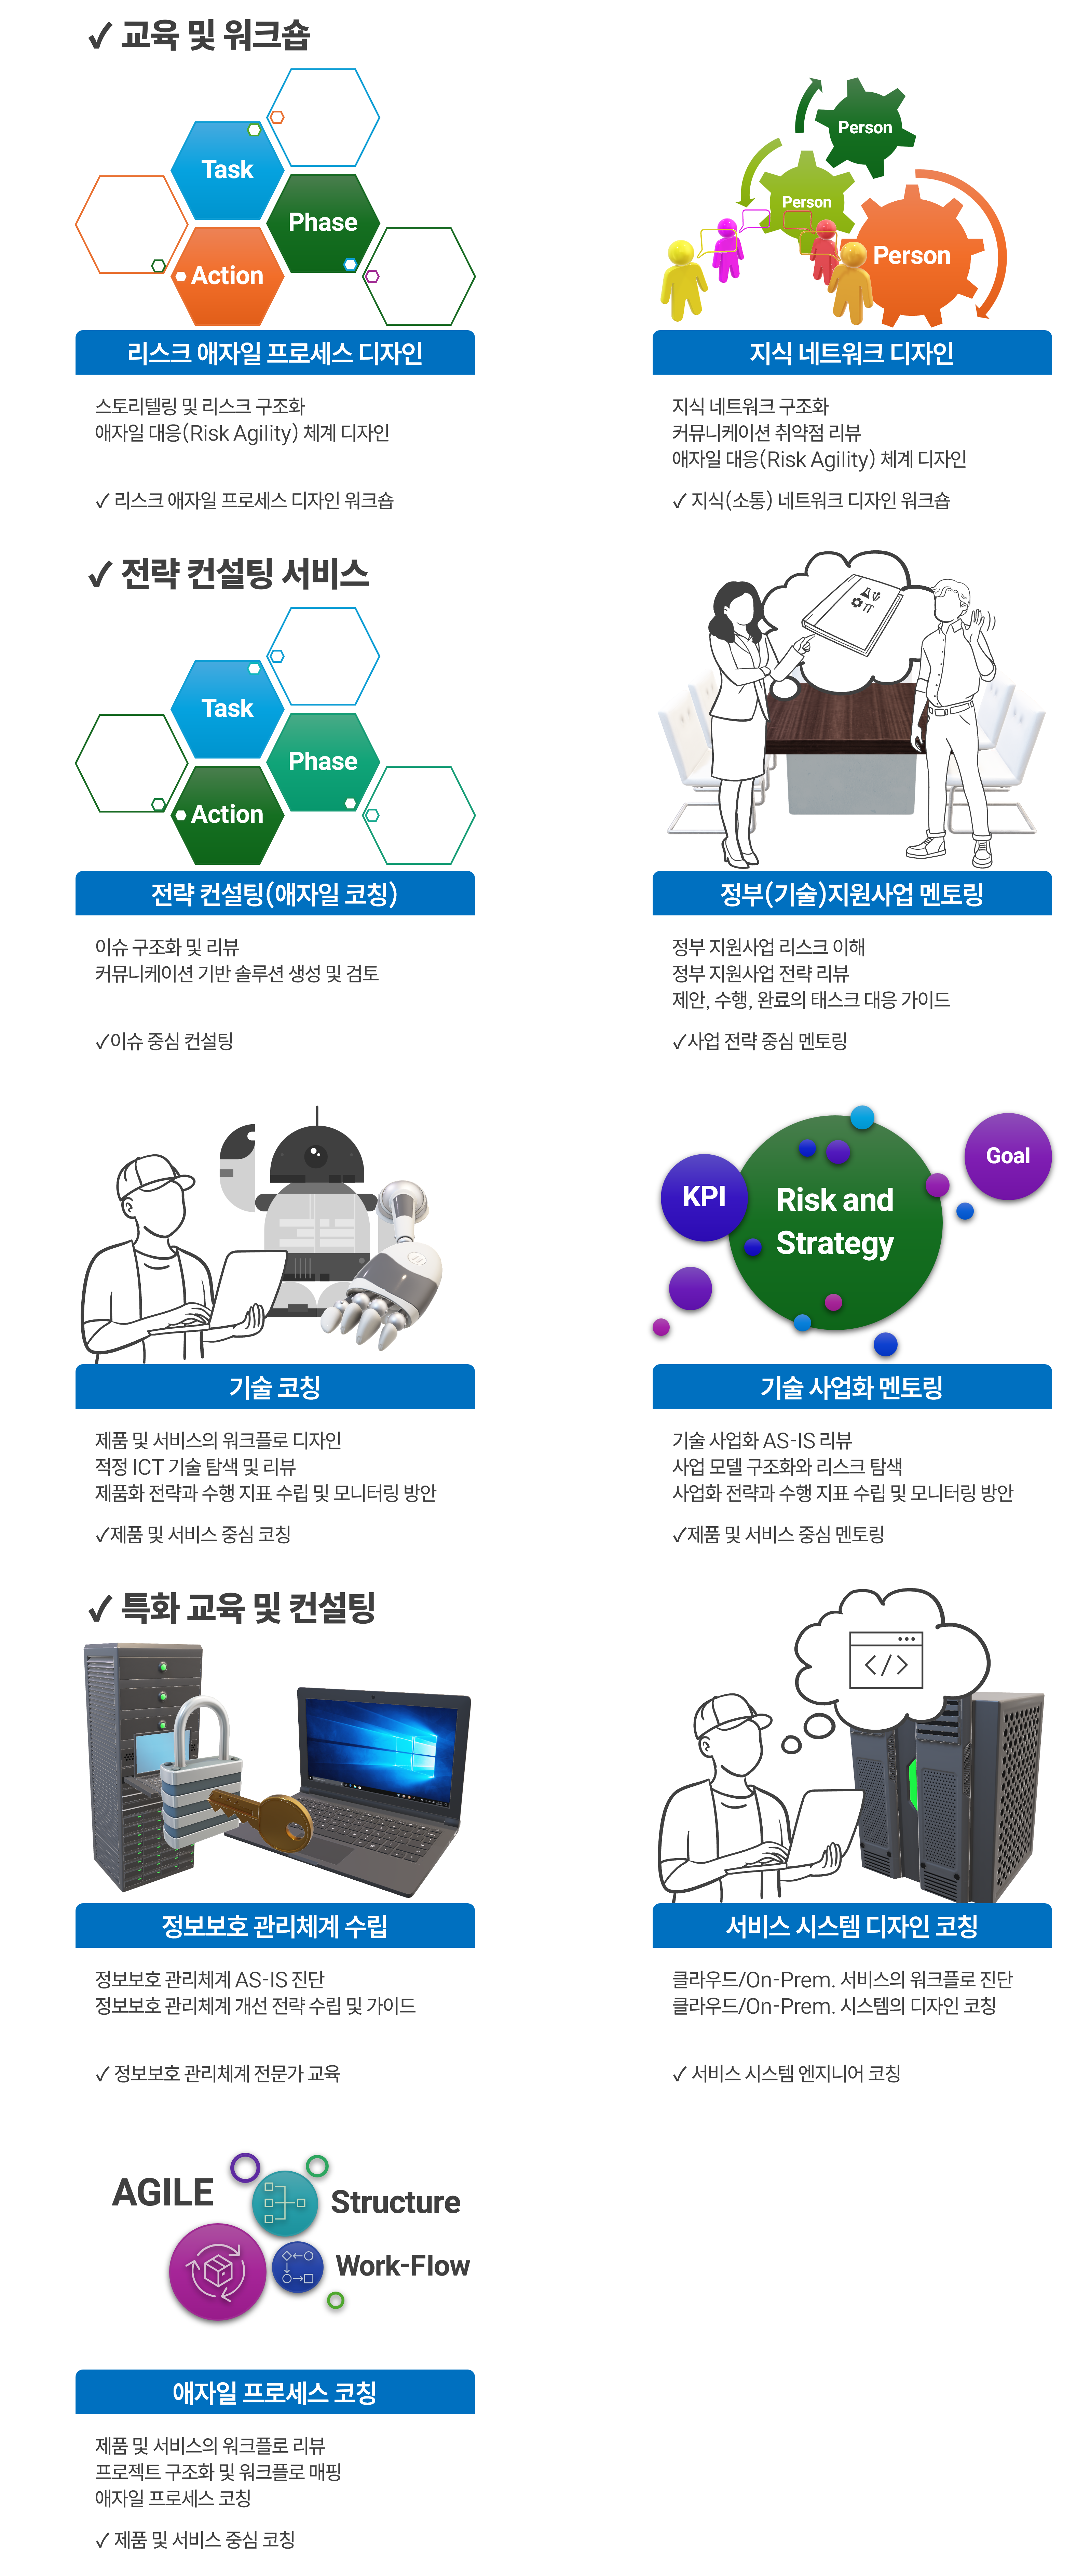 ✓ 교육 및 워크숍
Task
Phase
Action
Person
Person
Person
리스크 애자일 프로세스 디자인
스토리텔링 및 리스크 구조화
애자일 대응(Risk Agility) 체계 디자인
✓ 리스크 애자일 프로세스 디자인 워크숍
지식 네트워크 디자인
지식 네트워크 구조화
커뮤니케이션 취약점 리뷰
애자일 대응(Risk Agility) 체계 디자인
✓ 지식(소통) 네트워크 디자인 워크숍
✓ 전략 컨설팅 서비스
Task
Phase
Action
IT
전략 컨설팅(애자일 코칭)
이슈 구조화 및 리뷰
커뮤니케이션 기반 솔루션 생성 및 검토
✓이슈 중심 컨설팅
정부(기술)지원사업 멘토링
정부 지원사업 리스크 이해
정부 지원사업 전략 리뷰
제안, 수행, 완료의 태스크 대응 가이드
✓사업 전략 중심 멘토링
기술 코칭
제품 및 서비스의 워크플로 디자인
적정 ICT 기술 탐색 및 리뷰
제품화 전략과 수행 지표 수립 및 모니터링 방안
✓제품 및 서비스 중심 코칭
KPI
Risk and
Strategy
Goal
기술 사업화 멘토링
기술 사업화 AS-IS 리뷰
사업 모델 구조화와 리스크 탐색
사업화 전략과 수행 지표 수립 및 모니터링 방안
✓제품 및 서비스 중심 멘토링
✓ 특화 교육 및 컨설팅
</>
정보보호 관리체계 수립
정보보호 관리체계 AS-IS 진단
정보보호 관리체계 개선 전략 수립 및 가이드
✓ 정보보호 관리체계 전문가 교육
서비스 시스템 디자인 코칭
클라우드/On-Prem. 서비스의 워크플로 진단
클라우드/On-Prem. 시스템의 디자인 코칭
✓ 서비스 시스템 엔지니어 코칭
AGILE
Structure
Work-Flow
애자일 프로세스 코칭
제품 및 서비스의 워크플로 리뷰
프로젝트 구조화 및 워크플로 매핑
애자일 프로세스 코칭
✓ 제품 및 서비스 중심 코칭